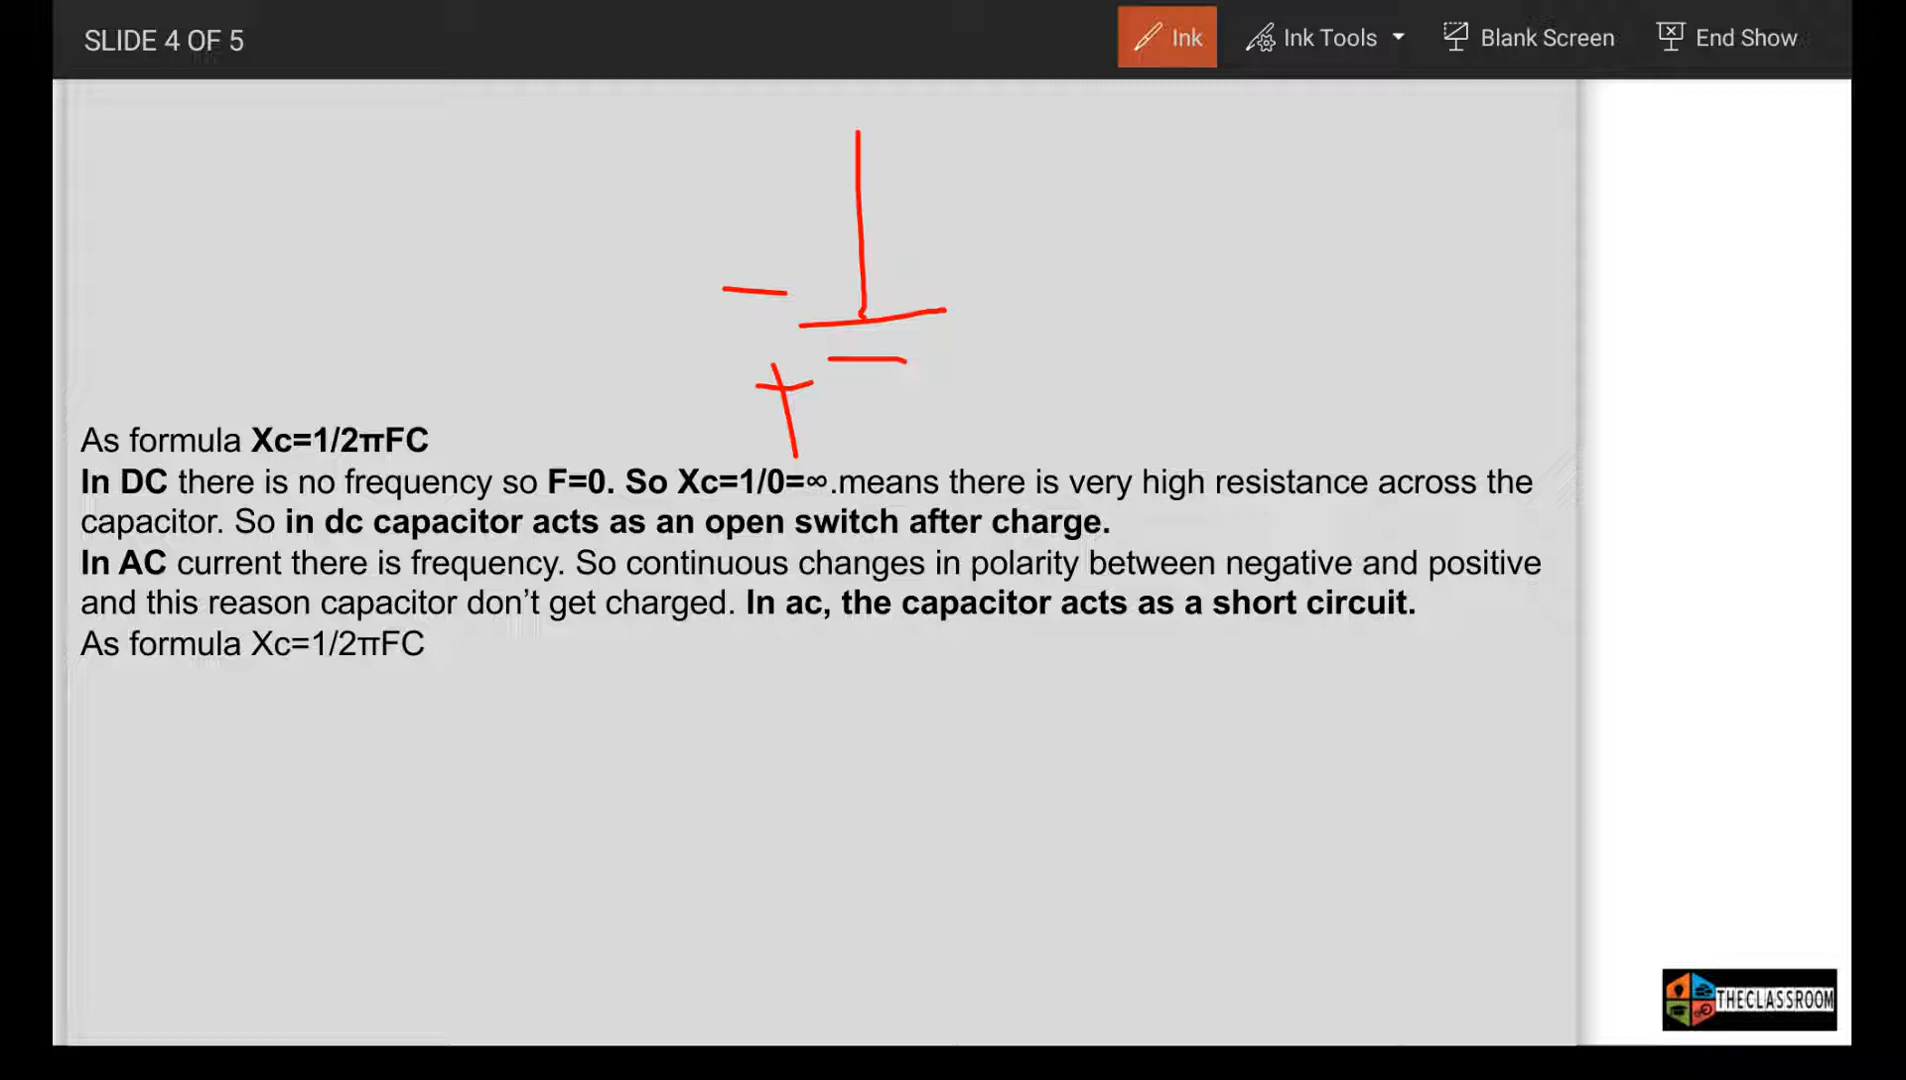 SLIDE 4 OF 5
Ink
Ink Tools
Blank Screen
End Show
− 
+
As formula Xc=1/2πFC
In DC there is no frequency so F=0. So Xc=1/0=∞.means there is very high resistance across the
capacitor. So in dc capacitor acts as an open switch after charge.
In AC current there is frequency. So continuous changes in polarity between negative and positive
and this reason capacitor don’t get charged. In ac, the capacitor acts as a short circuit.
As formula Xc=1/2πFC
THECLASSROOM